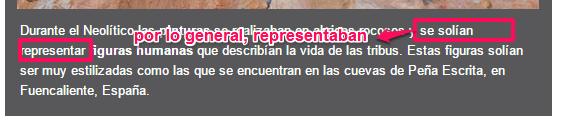 Durante el Neolítico
por lo general, representaban
se solían
representar figuras humanas que describían la vida de las tribus. Estas figuras solían
ser muy estilizadas como las que se encuentran en las cuevas de Peña Escrita, en
Fuencaliente, España.